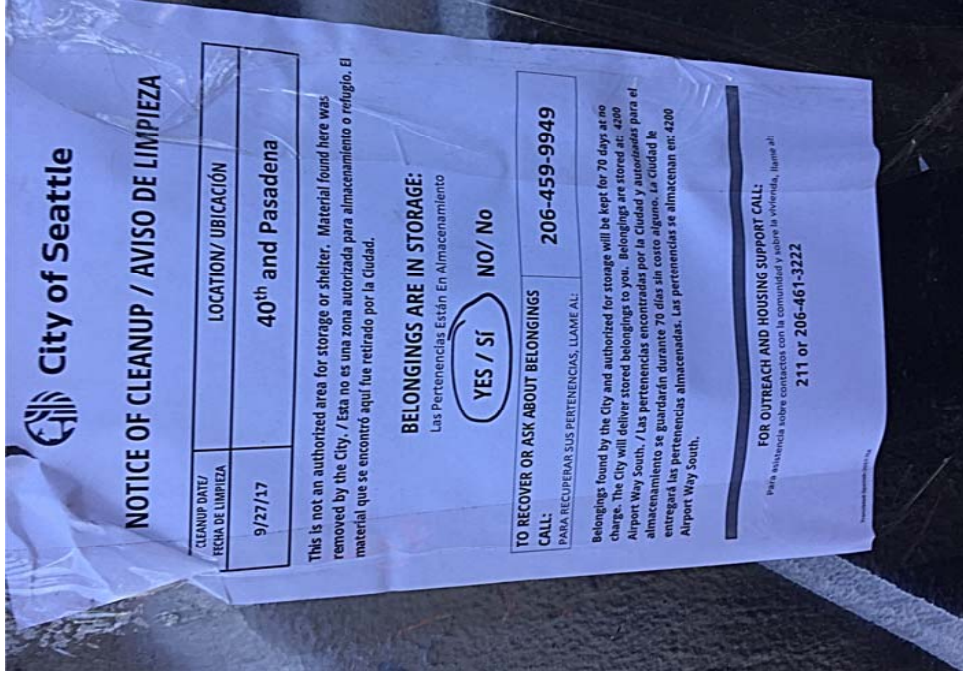 City of Seattle
NOTICE OF CLEANUP / AVISO DE LIMPIEZA
CLEANUP DATE/
FECHA DE LIMPIEZA
LOCATION/ UBICACIÓN
9/27/17
40th and Pasadena
This is not an authorized area for storage or shelter. Material found here was
removed by the City. / Esta no es una zona autorizada para almacenamiento o refugio. El
material que se encontró aquí fue retirado por la Ciudad.
BELONGINGS ARE IN STORAGE:
Las Pertenencias Están En Almacenamiento
YES / SÍ NO/ No
TO RECOVER OR ASK ABOUT BELONGINGS
CALL:
PARA RECUPERAR SUS PERTENENCIAS, LLAME AL:
206-459-9949
Belongings found by the City and authorized for storage will be kept for 70 days at no
charge. The City will deliver stored belongings to you. Belongings are stored at: 4200
Airport Way South. / Las pertenencias encontradas por la Ciudad y autorizadas para el
almacenamiento se guardarán durante 70 días sin costo alguno. La Ciudad le
entregará las pertenencias almacenadas. Las pertenencias se almacenan en: 4200
Airport Way South.
FOR OUTREACH AND HOUSING SUPPORT CALL:
Para asistencia sobre contactos con la comunidad y sobre la vivienda, llame al:
211 or 206-461-3222